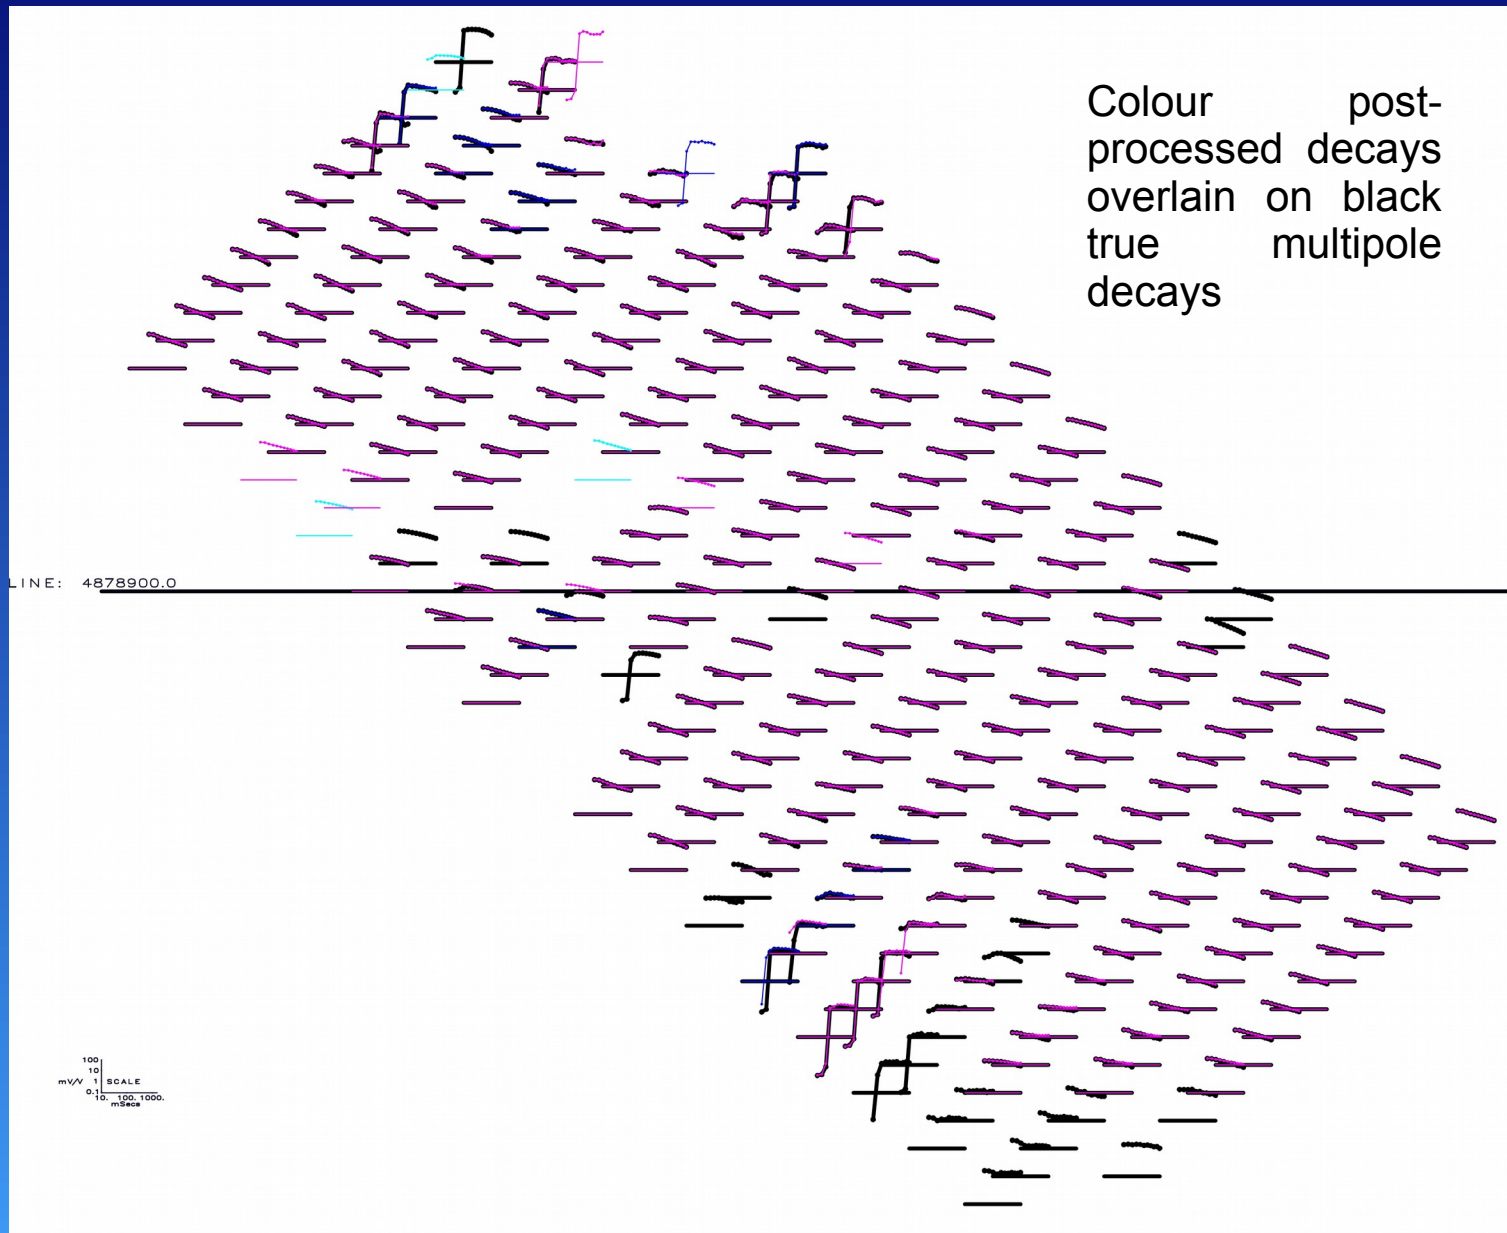 Colour post-
processed decays
overlain on black
true multipole
decays
LINE: 4878900.0
100
10
mV/V 1 SCALE
0.1
10. 100. 1000.
mSecs